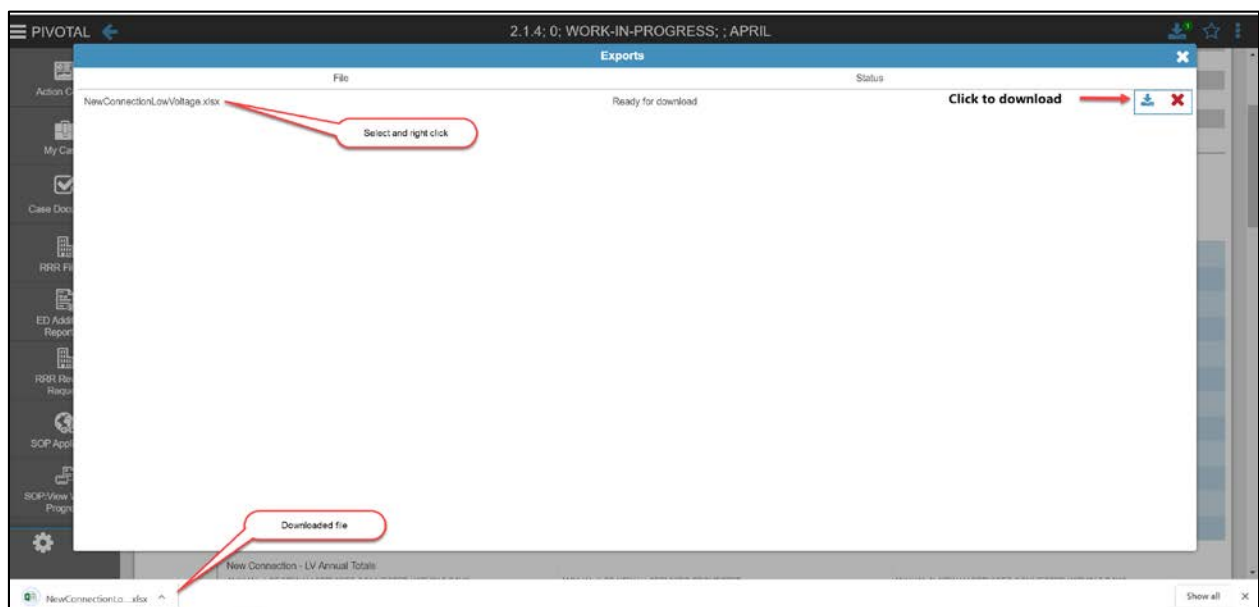 PIVOTAL
2.1.4; 0; WORK-IN-PROGRESS; ; APRIL
Exports
File
Status
NewConnectionLowVoltage.xlsx
Ready for download
Click to download
Select and right click
Action C
My Ca
Case Doc
RRR Fi
ED Addi
Report
RRR Re
Requ
SOP Appl
SOP:View
Progr
Downloaded file
New Connection - LV Annual Totals
NewConnectionLo....xlsx
Show all